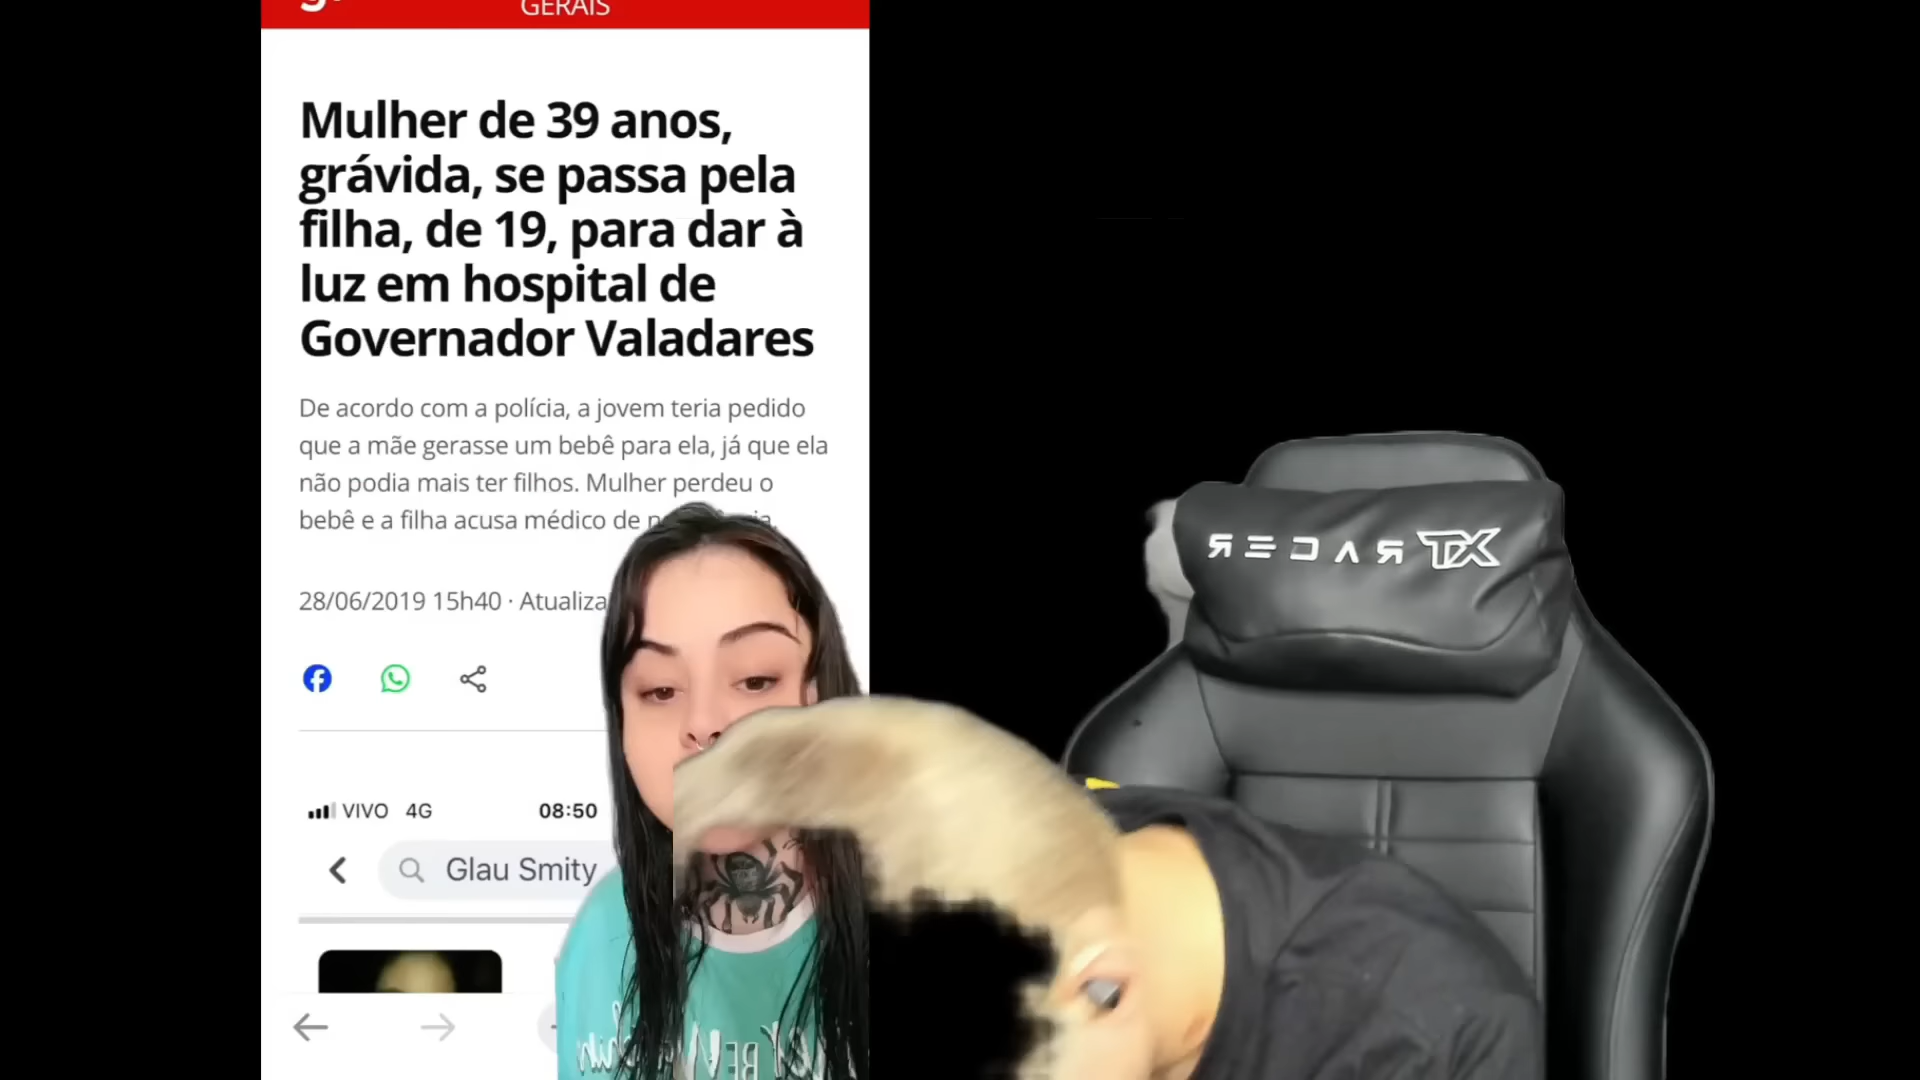 GERAIS
Mulher de 39 anos,
grávida, se passa pela
filha, de 19, para dar à
luz em hospital de
Governador Valadares
De acordo com a polícia, a jovem teria pedido
que a mãe gerasse um bebê para ela, já que ela
não podia mais ter filhos. Mulher perdeu o
bebê e a filha acusa médico de
28/06/2019 15h40 · Atualiza
VIVO 4G 08:50
Glau Smity
REDAR TX
BE